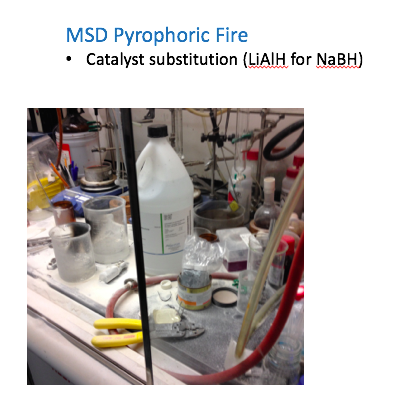 MSD Pyrophoric Fire
• Catalyst substitution (LiAlH for NaBH)